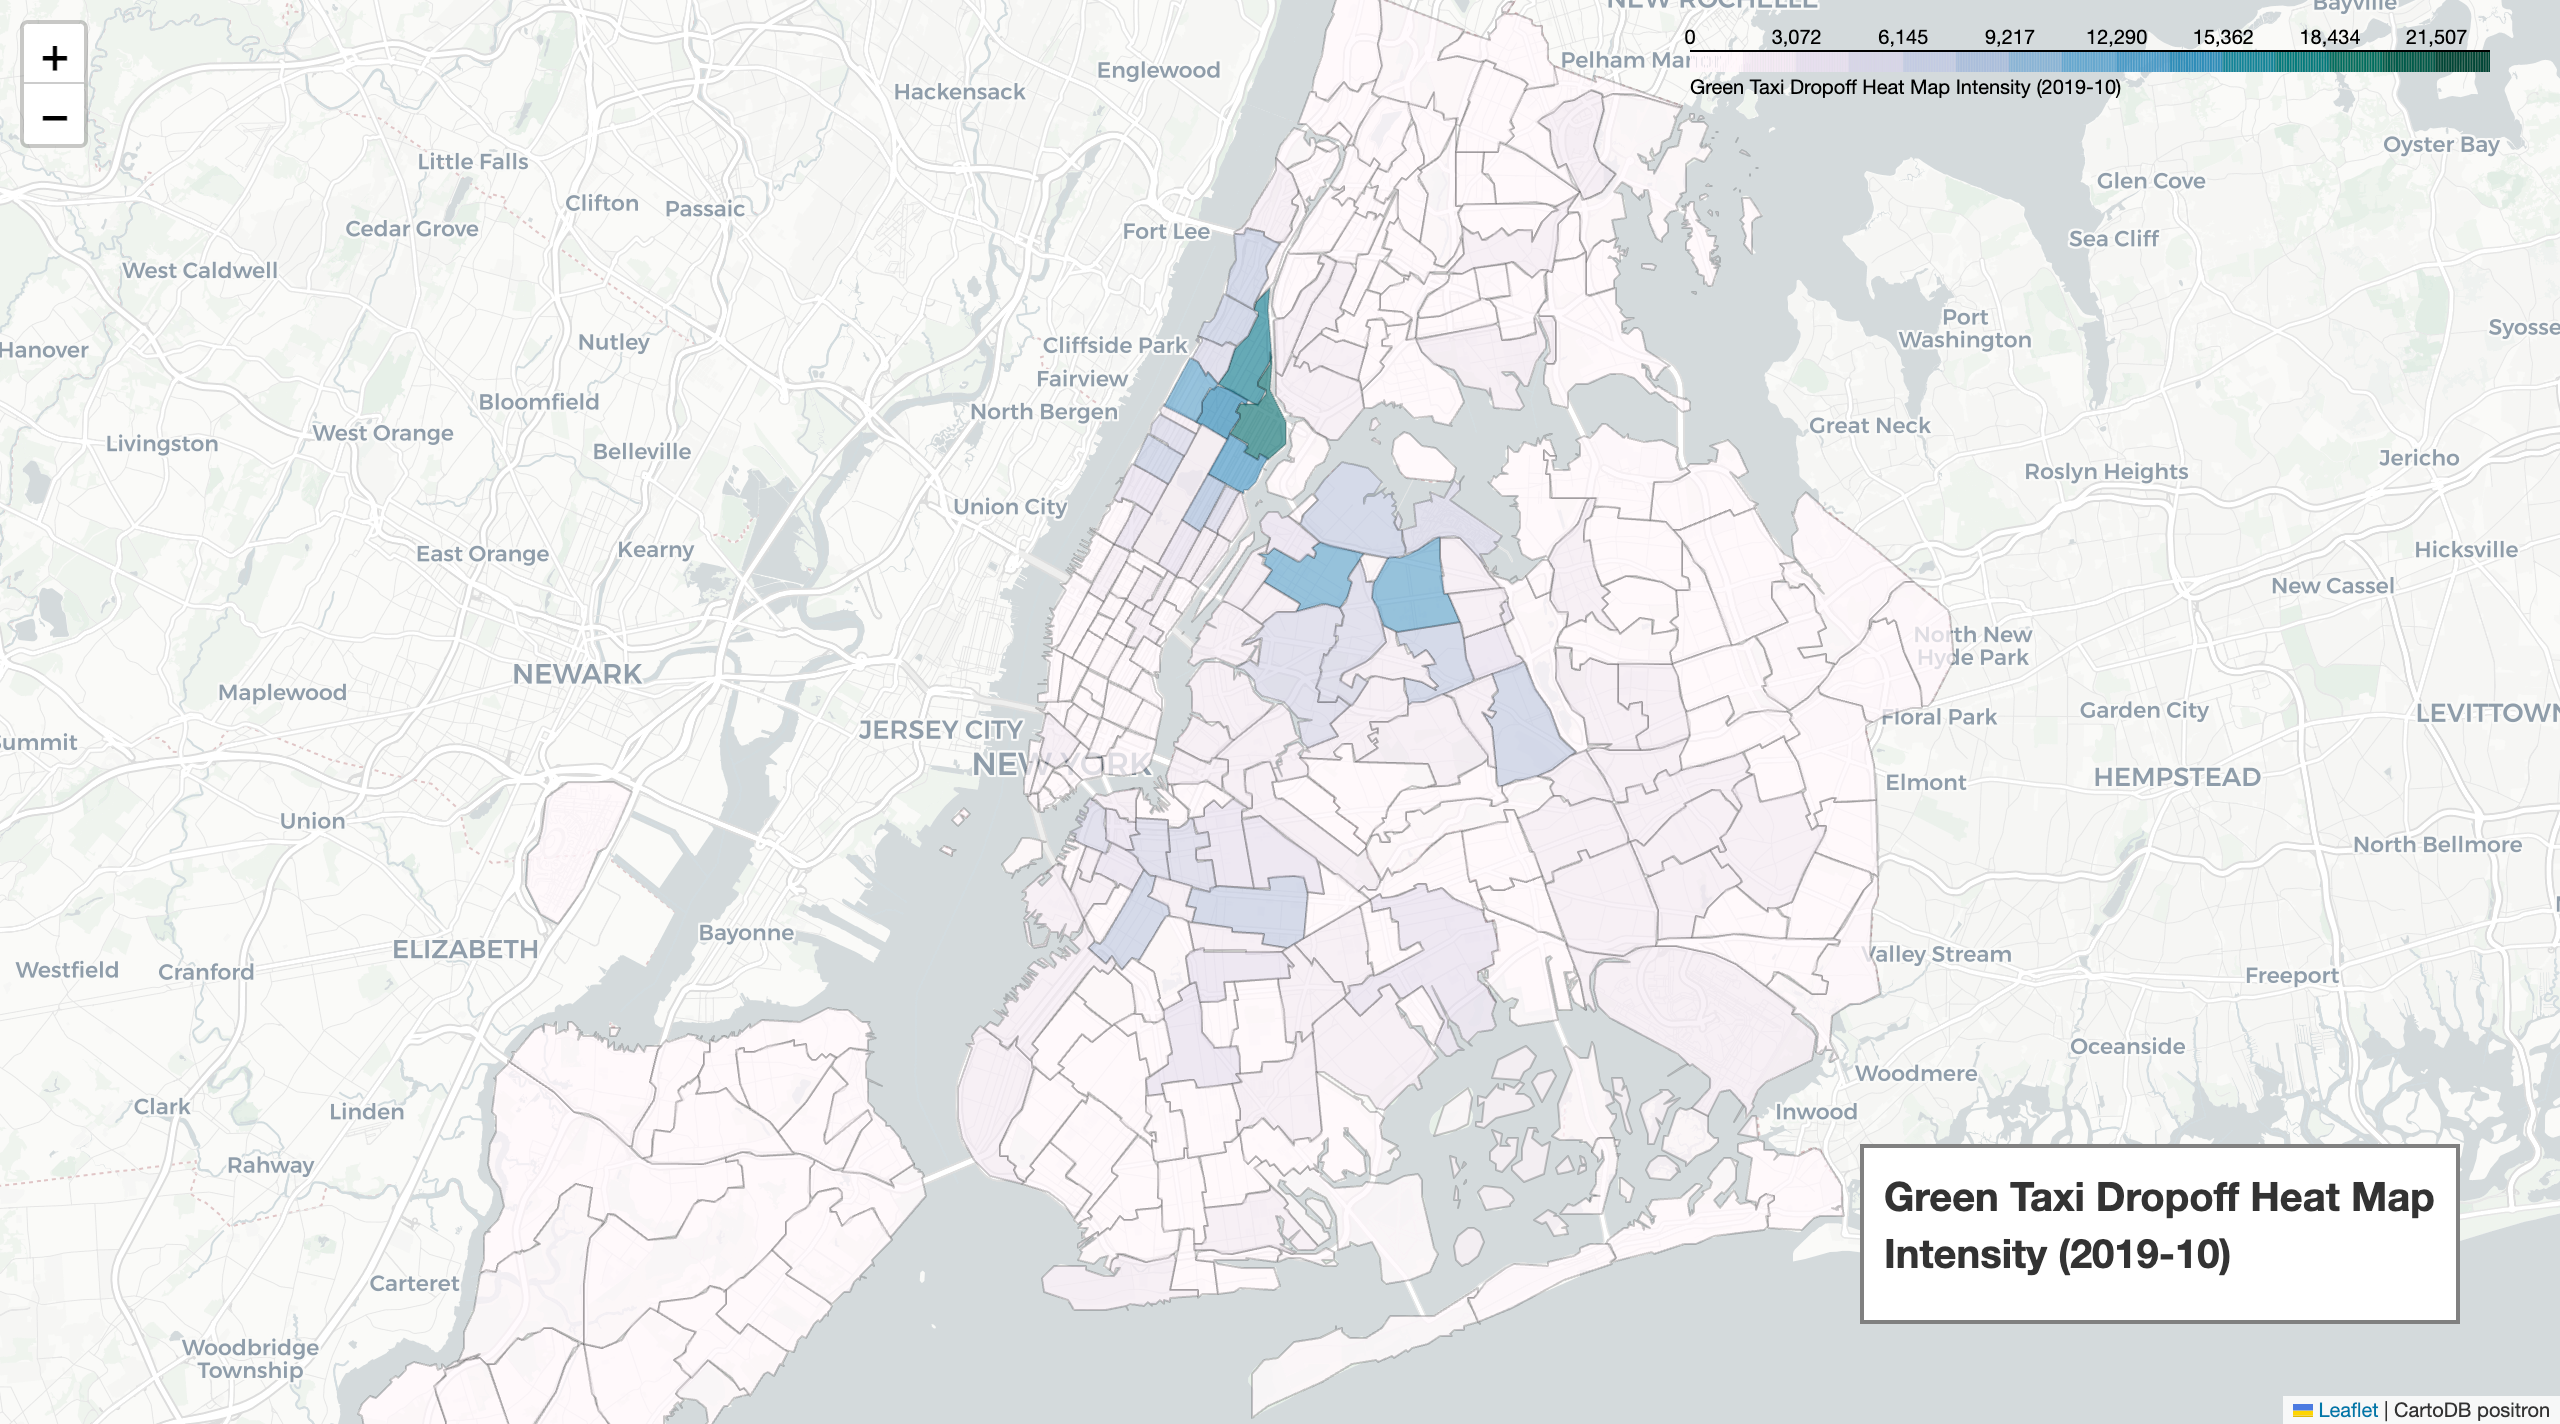 +
−
NEW ROCHELLE
Bayville
0 3,072 6,145 9,217 12,290 15,362 18,434 21,507
Green Taxi Dropoff Heat Map Intensity (2019-10)
Pelham Manor
Englewood
Hackensack
Oyster Bay
Little Falls
Glen Cove
Clifton
Passaic
Cedar Grove
Fort Lee
Sea Cliff
West Caldwell
Port
Washington
Syosse
Nutley
Cliffside Park
Hanover
Fairview
Bloomfield
North Bergen
Great Neck
West Orange
Livingston
Belleville
Jericho
Roslyn Heights
Union City
East Orange
Kearny
Hicksville
New Cassel
North New
Hyde Park
NEWARK
Maplewood
Floral Park
Garden City
LEVITTOWN
JERSEY CITY
Summit
NEW YORK
Elmont
HEMPSTEAD
Union
North Bellmore
Bayonne
ELIZABETH
Valley Stream
Westfield
Cranford
Freeport
Oceanside
Woodmere
Clark
Linden
Inwood
Rahway
Green Taxi Dropoff Heat Map
Intensity (2019-10)
Carteret
Woodbridge
Township
Leaflet | CartoDB positron